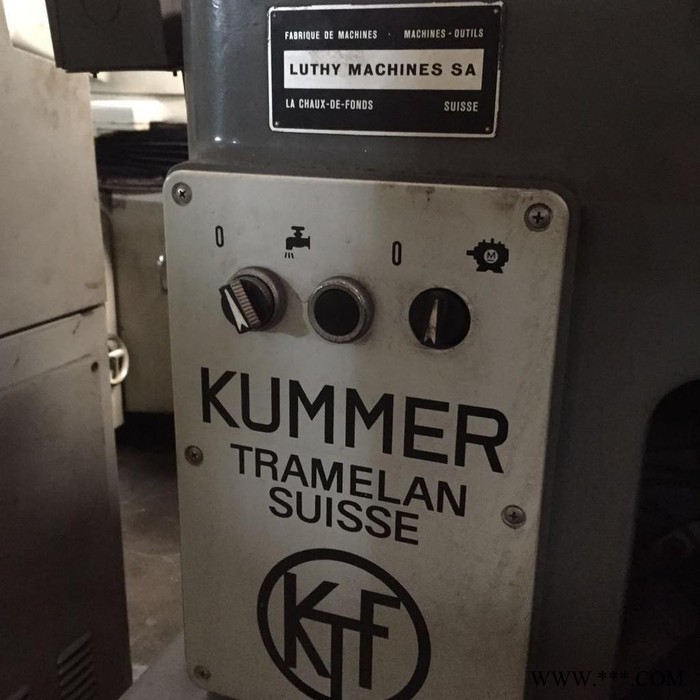 FABRIQUE DE MACHINES · MACHINES-OUTILS
LUTHY MACHINES SA
LA CHAUX-DE-FONDS SUISSE
0 0 M
KUMMER
TRAMELAN
SUISSE
KTF
WWW.***.COM